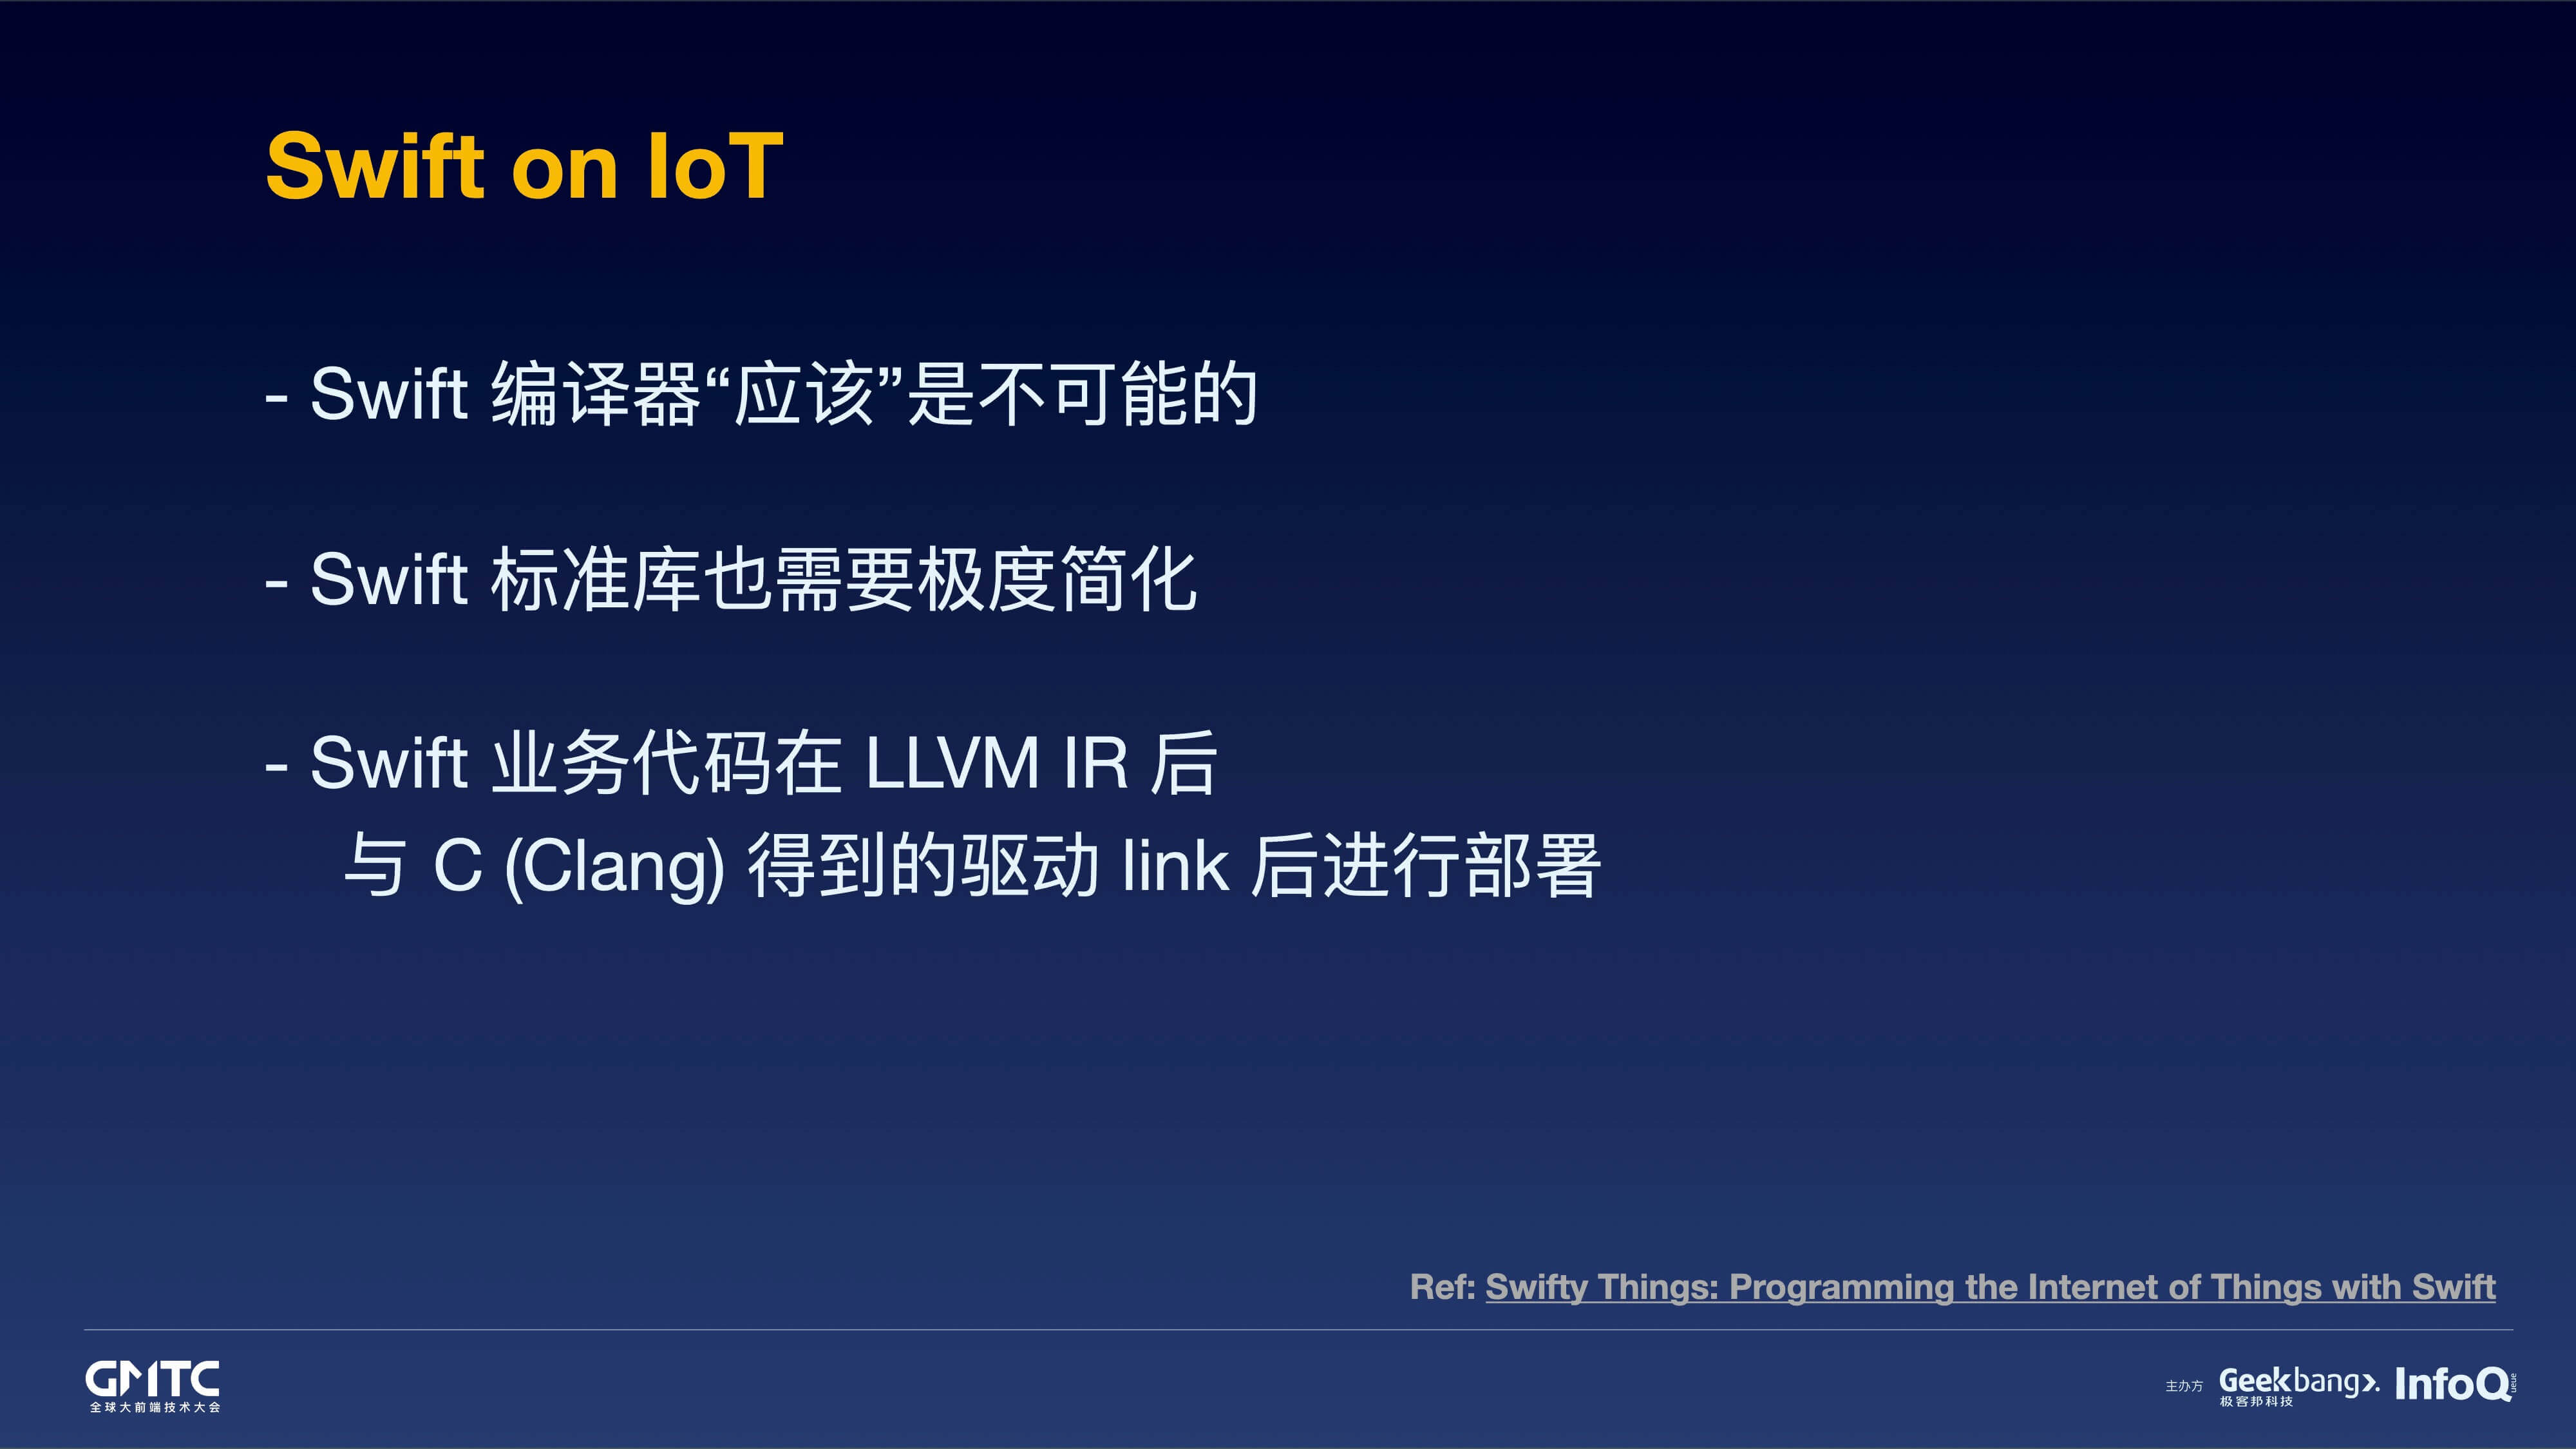 Swift on IoT
- Swift 编译器“应该”是不可能的
- Swift 标准库也需要极度简化
- Swift 业务代码在 LLVM IR 后
与 C (Clang) 得到的驱动 link 后进行部署
Ref: Swifty Things: Programming the Internet of Things with Swift
GMTC
全球大前端技术大会
主办方 Geekbang>. InfoQ ueue
极客邦科技